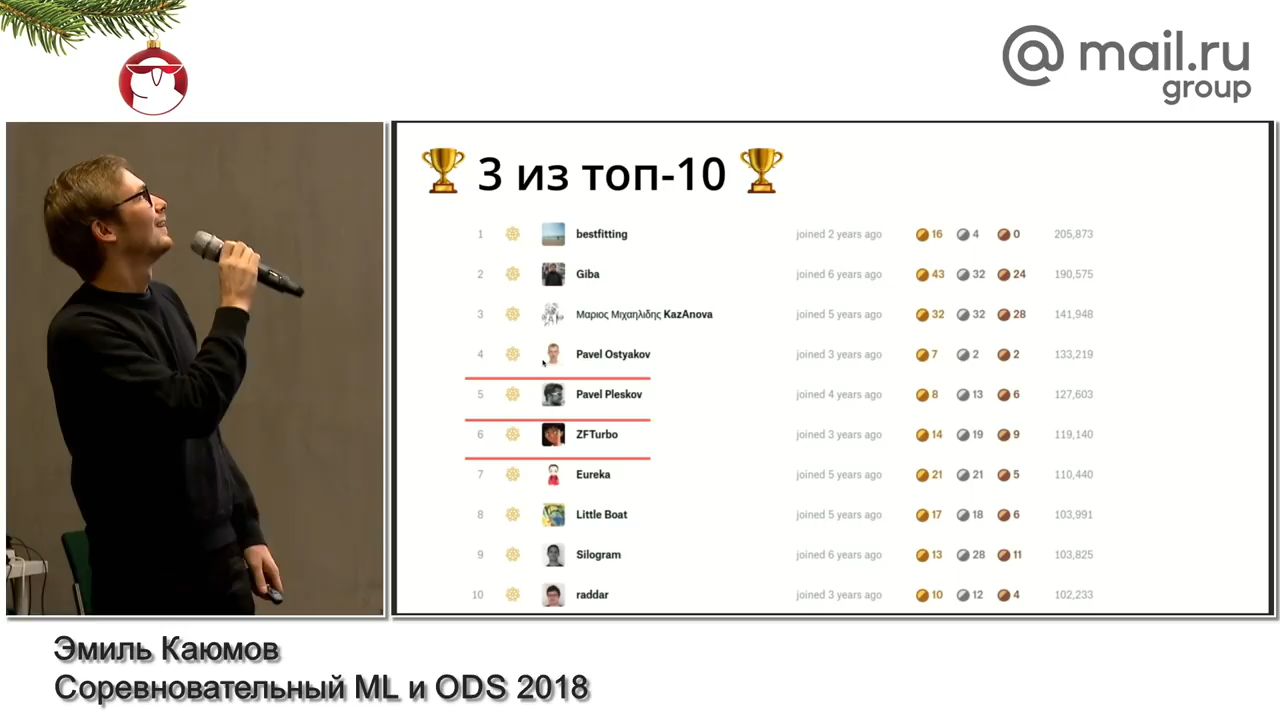 @ mail.ru
group
3 из топ-10
1 bestfitting joined 2 years ago 16 4 0 205,873
2 Giba joined 6 years ago 43 32 24 190,575
3 Μαριος Μιχαηλιδης KazAnova joined 5 years ago 32 32 28 141,948
4 Pavel Ostyakov joined 3 years ago 7 2 2 133,219
5 Pavel Pleskov joined 4 years ago 8 13 6 127,603
6 ZFTurbo joined 3 years ago 14 19 9 119,140
7 Eureka joined 5 years ago 21 21 5 110,440
8 Little Boat joined 5 years ago 17 18 6 103,991
9 Silogram joined 6 years ago 13 28 11 103,825
10 raddar joined 3 years ago 10 12 4 102,233
Эмиль Каюмов
Соревновательный ML и ODS 2018